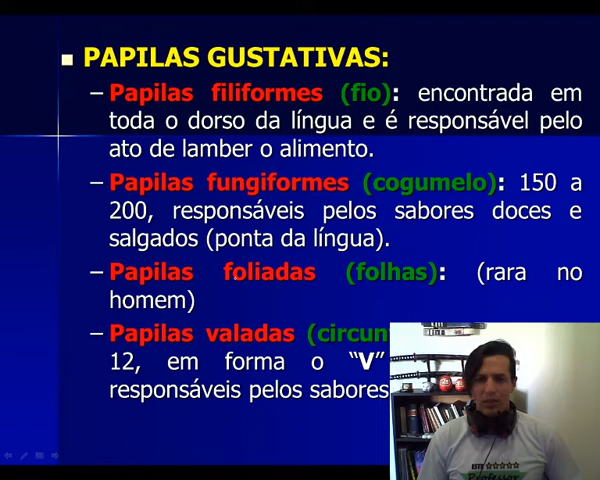 PAPILAS GUSTATIVAS:
– Papilas filiformes (fio): encontrada em
toda o dorso da língua e é responsável pelo
ato de lamber o alimento.
– Papilas fungiformes (cogumelo): 150 a
200, responsáveis pelos sabores doces e
salgados (ponta da língua).
– Papilas foliadas (folhas): (rara no
homem)
– Papilas valadas
12, em forma o “V”
responsáveis pelos sabores
Professor